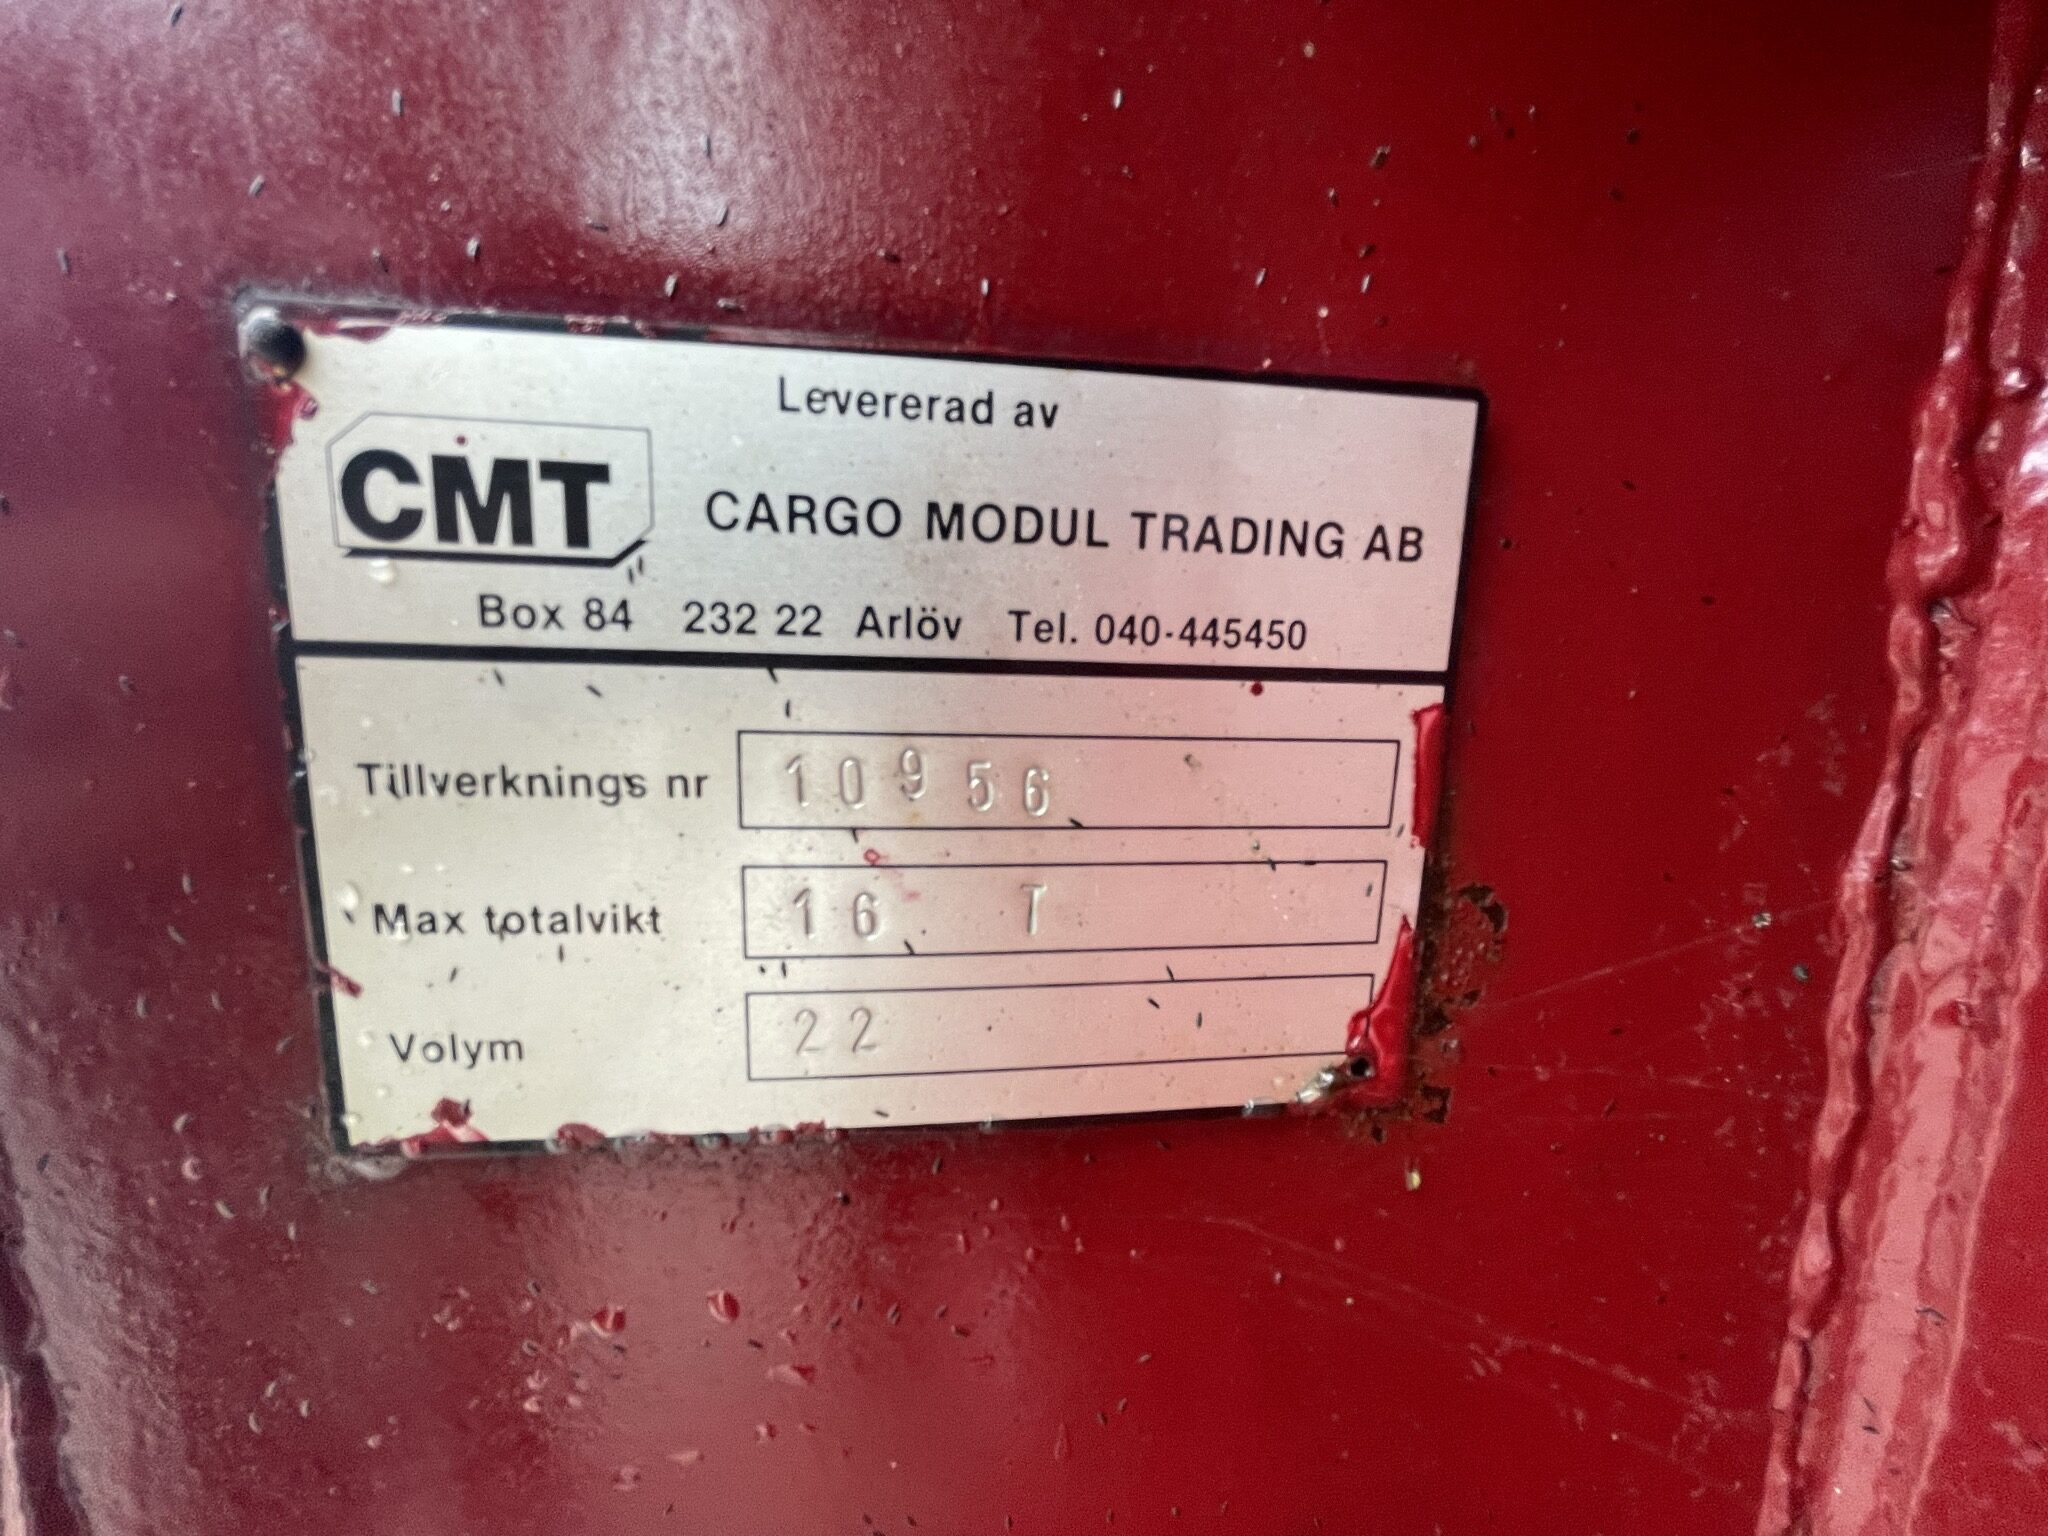 Levererad av
CMT CARGO MODUL TRADING AB
Box 84 232 22 Arlöv Tel. 040-445450
Tillverknings nr 10956
Max totalvikt 16 T
Volym 22